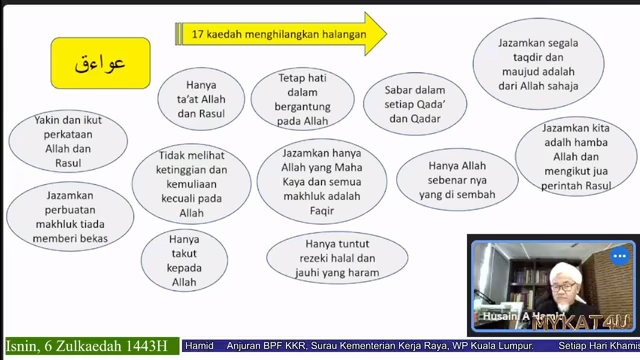 17 kaedah menghilangkan halangan
عواءق
Hanya
ta'at Allah
dan Rasul
Tetap hati
dalam
bergantung
pada Allah
Sabar dalam
setiap Qada'
dan Qadar
Jazamkan segala
taqdir dan
maujud adalah
dari Allah sahaja
Yakin dan ikut
perkataan
Allah dan
Rasul
Tidak melihat
ketinggian dan
kemuliaan
kecuali pada
Allah
Jazamkan hanya
Allah yang Maha
Kaya dan semua
makhluk adalah
Faqir
Hanya Allah
sebenar nya
yang di sembah
Jazamkan kita
adalh hamba
Allah dan
mengikut jua
perintah Rasul
Jazamkan
perbuatan
makhluk tiada
memberi bekas
Hanya
takut
kepada
Allah
Hanya tuntut
rezeki halal dan
jauhi yang haram
Husaini A Hamid
MYKAT4U
Isnin, 6 Zulkaedah 1443H
Hamid Anjuran BPF KKR, Surau Kementerian Kerja Raya, WP Kuala Lumpur. Setiap Hari Khamis